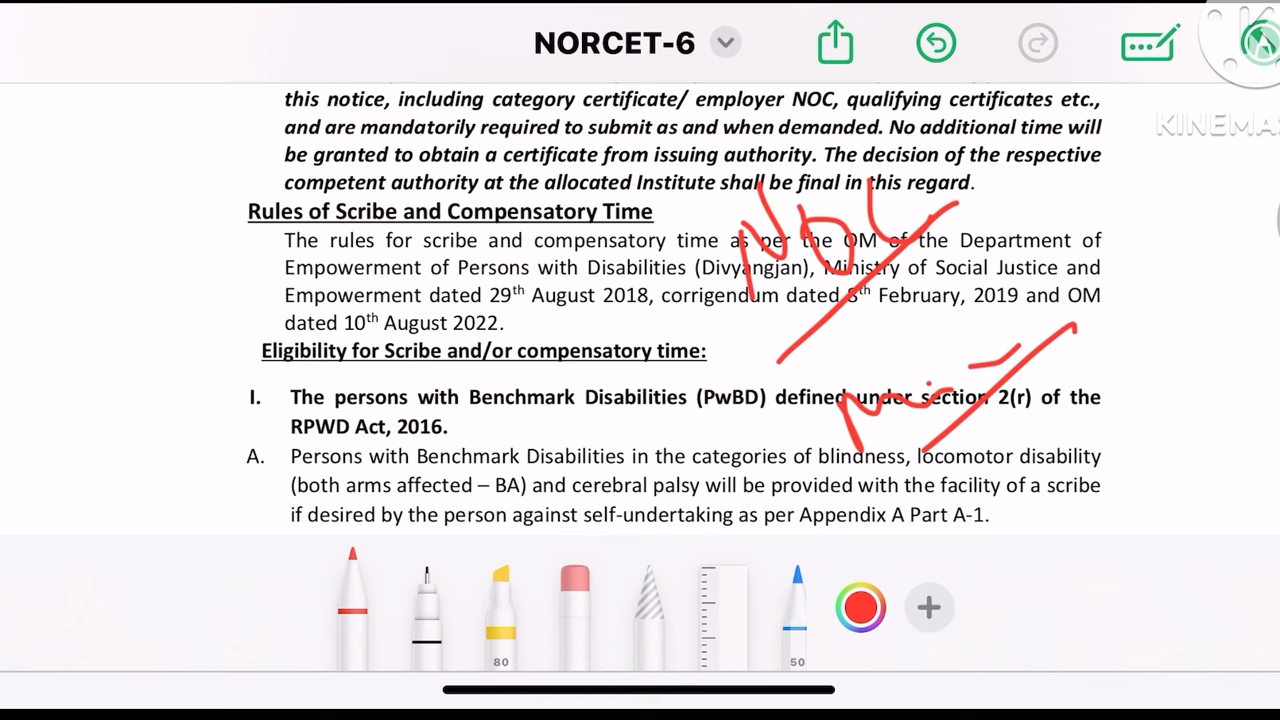 NORCET-6
KINEMAS
this notice, including category certificate/ employer NOC, qualifying certificates etc.,
and are mandatorily required to submit as and when demanded. No additional time will
be granted to obtain a certificate from issuing authority. The decision of the respective
competent authority at the allocated Institute shall be final in this regard.
Rules of Scribe and Compensatory Time
The rules for scribe and compensatory time as per the OM of the Department of
Empowerment of Persons with Disabilities (Divyangjan), Ministry of Social Justice and
Empowerment dated 29th August 2018, corrigendum dated 8th February, 2019 and OM
dated 10th August 2022.
NOC
Eligibility for Scribe and/or compensatory time:
I. The persons with Benchmark Disabilities (PwBD) defined under section 2(r) of the
RPWD Act, 2016.
A. Persons with Benchmark Disabilities in the categories of blindness, locomotor disability
(both arms affected – BA) and cerebral palsy will be provided with the facility of a scribe
if desired by the person against self-undertaking as per Appendix A Part A-1.
80
50